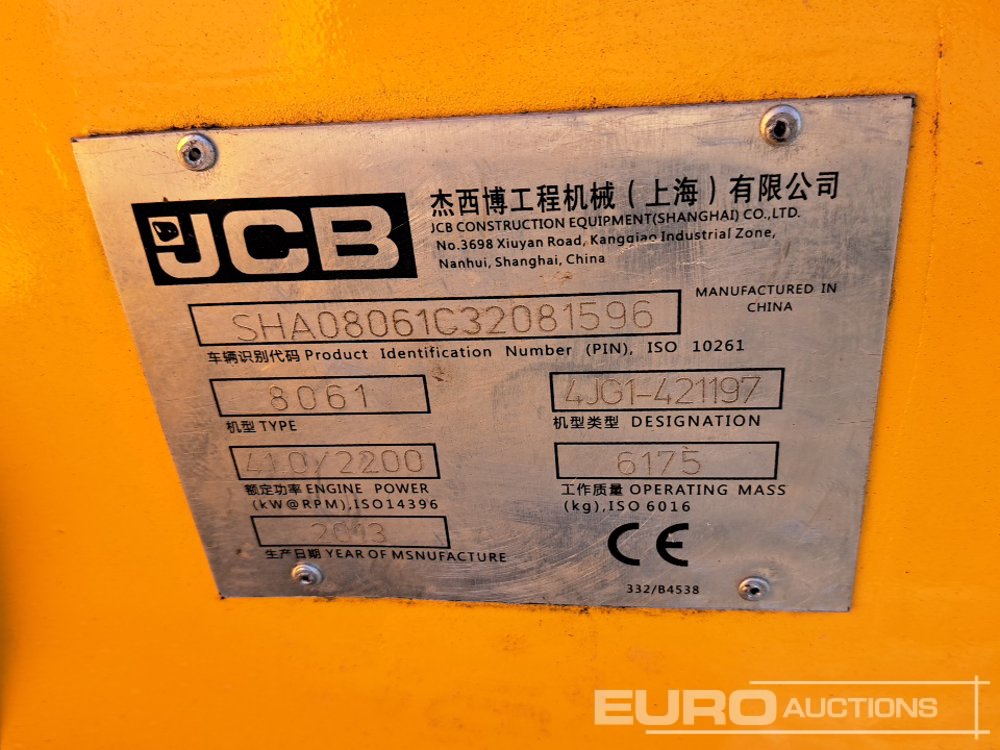 JCB
杰西博工程机械(上海)有限公司
JCB CONSTRUCTION EQUIPMENT(SHANGHAI) CO.,LTD.
No.3698 Xiuyan Road, Kangqiao Industrial Zone,
Nanhui, Shanghai, China
MANUFACTURED IN
CHINA
SHA08061C32081596
车辆识别代码 Product Identification Number (PIN), ISO 10261
8061
机型 TYPE
4JG1-421197
机型类型 DESIGNATION
41.0/2200
额定功率 ENGINE POWER
(kW@RPM),ISO14396
6175
工作质量 OPERATING MASS
(kg),ISO 6016
2013
生产日期 YEAR OF MSNUFACTURE
CE
332/B4538
EURO AUCTIONS